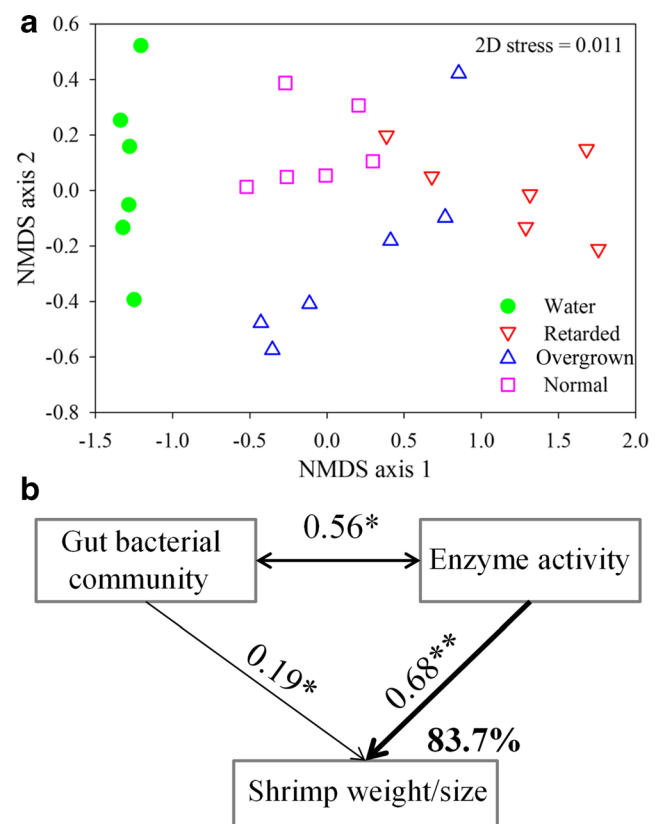 a
0.6
2D stress = 0.011
0.4
0.2
0.0
-0.2
-0.4
-0.6
-0.8
NMDS axis 2
Water
Retarded
Overgrown
Normal
-1.5 -1.0 -0.5 0.0 0.5 1.0 1.5 2.0
NMDS axis 1
b
Gut bacterial
community
0.56*
Enzyme activity
0.19*
0.68**
83.7%
Shrimp weight/size